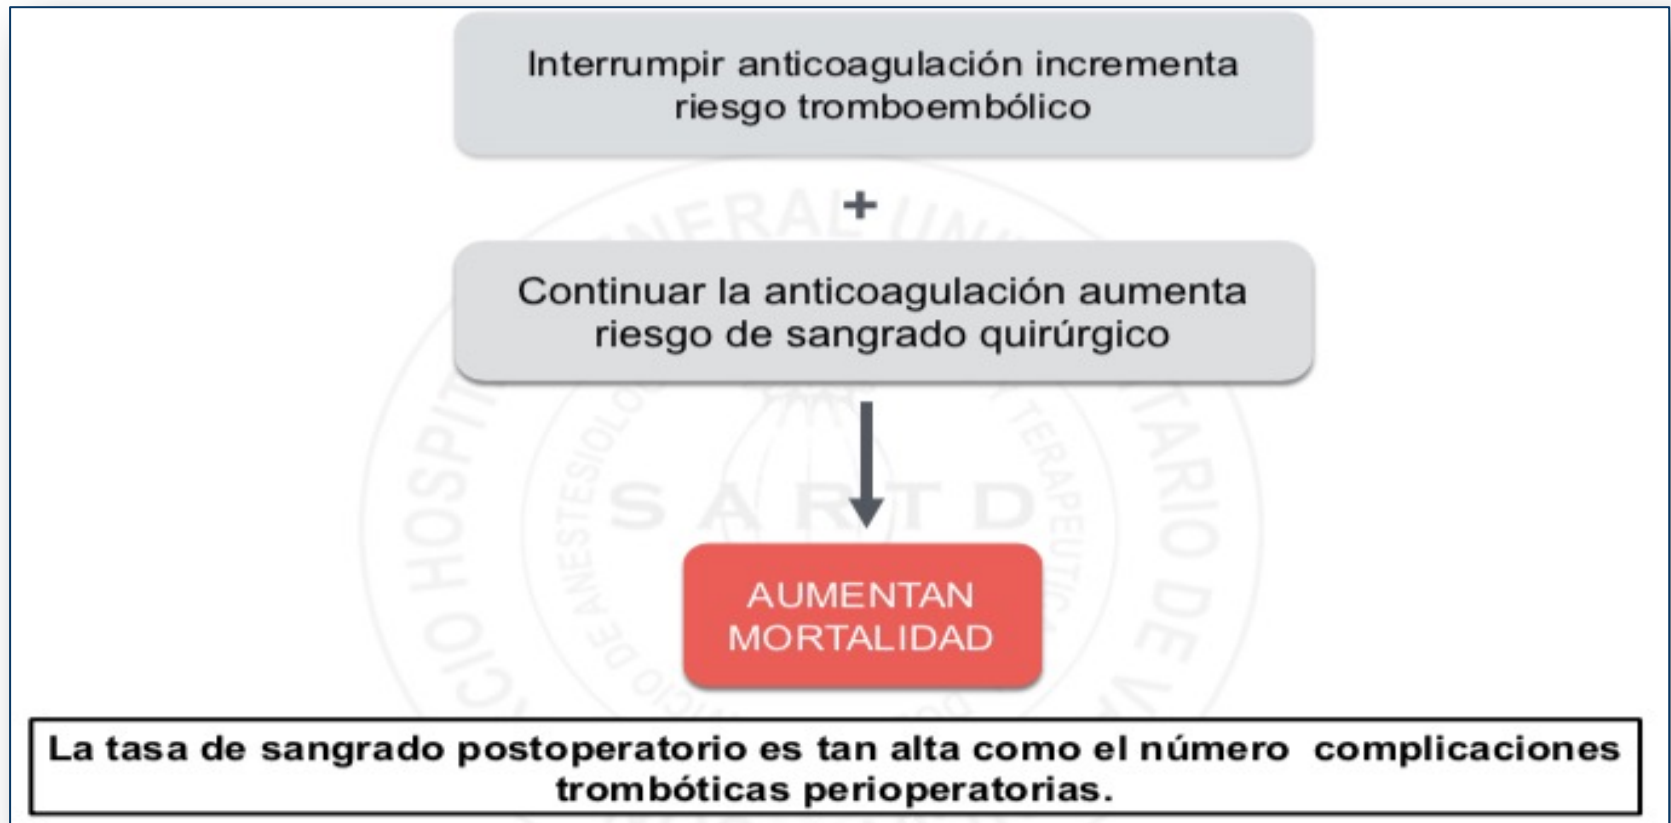 Interrumpir anticoagulación incrementa
riesgo tromboembólico
+
Continuar la anticoagulación aumenta
riesgo de sangrado quirúrgico
SARTD
AUMENTAN
MORTALIDAD
La tasa de sangrado postoperatorio es tan alta como el número complicaciones
trombóticas perioperatorias.